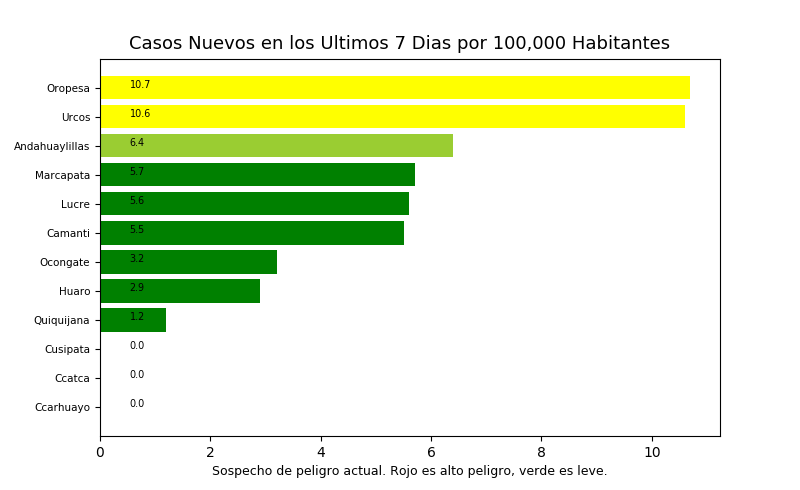 Casos Nuevos en los Ultimos 7 Dias por 100,000 Habitantes
Oropesa 10.7
Urcos 10.6
Andahuaylillas 6.4
Marcapata 5.7
Lucre 5.6
Camanti 5.5
Ocongate 3.2
Huaro 2.9
Quiquijana 1.2
Cusipata 0.0
Ccatca 0.0
Ccarhuayo 0.0
0 2 4 6 8 10
Sospecho de peligro actual. Rojo es alto peligro, verde es leve.